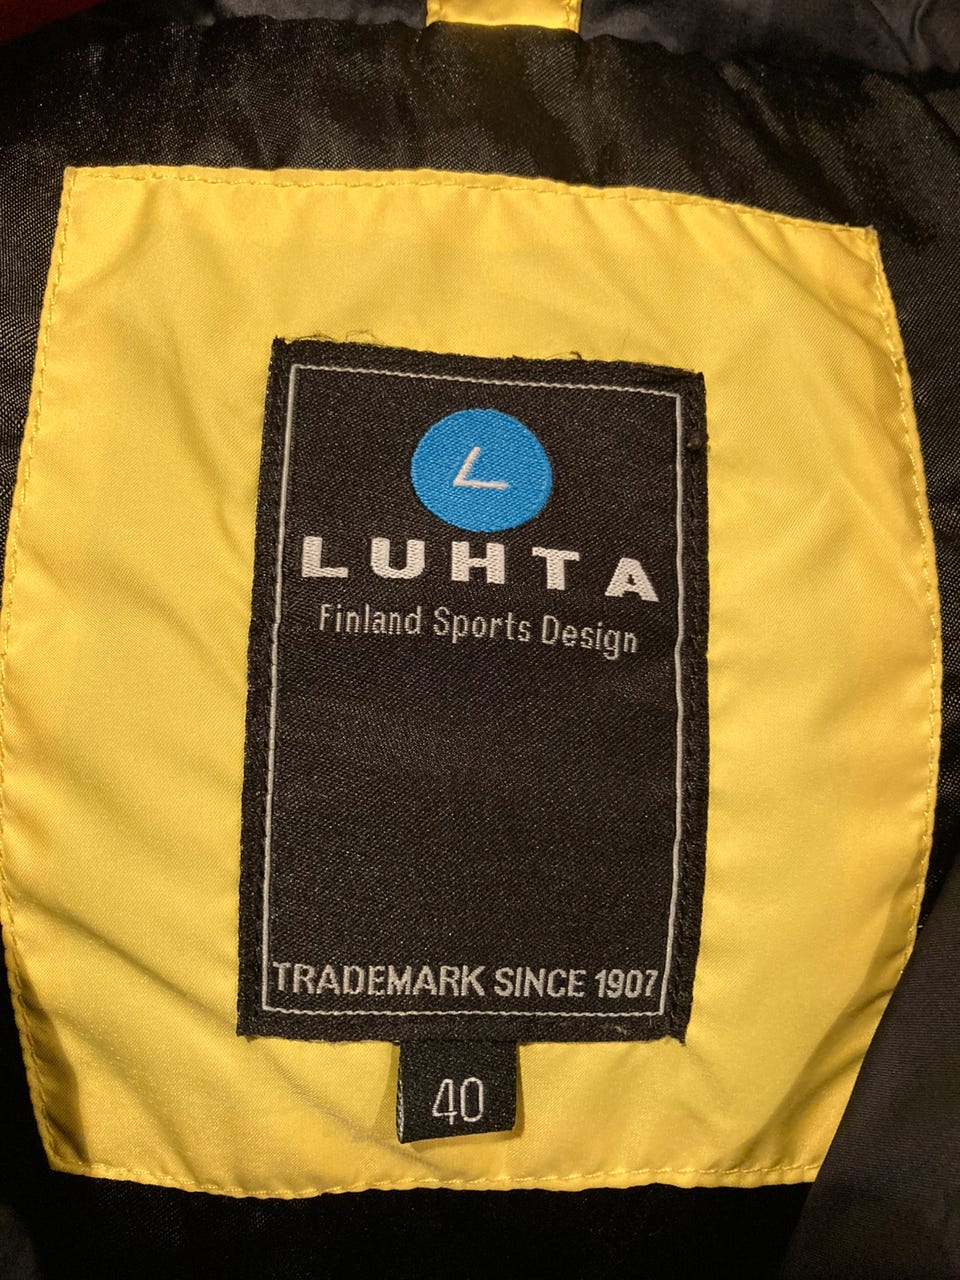 L
LUHTA
Finland Sports Design
TRADEMARK SINCE 1907
40